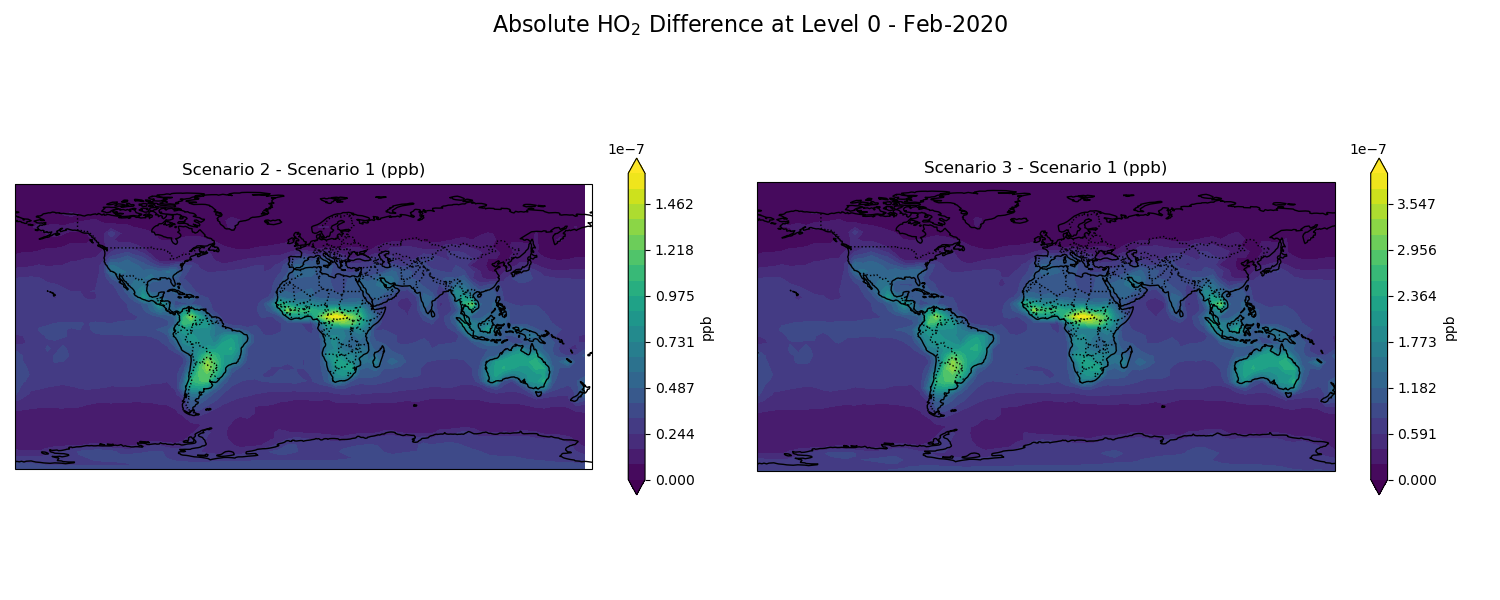 Absolute HO₂ Difference at Level 0 - Feb-2020
Scenario 2 - Scenario 1 (ppb)
1e−7
1.462
1.218
0.975
0.731
0.487
0.244
0.000
ppb
Scenario 3 - Scenario 1 (ppb)
1e−7
3.547
2.956
2.364
1.773
1.182
0.591
0.000
ppb